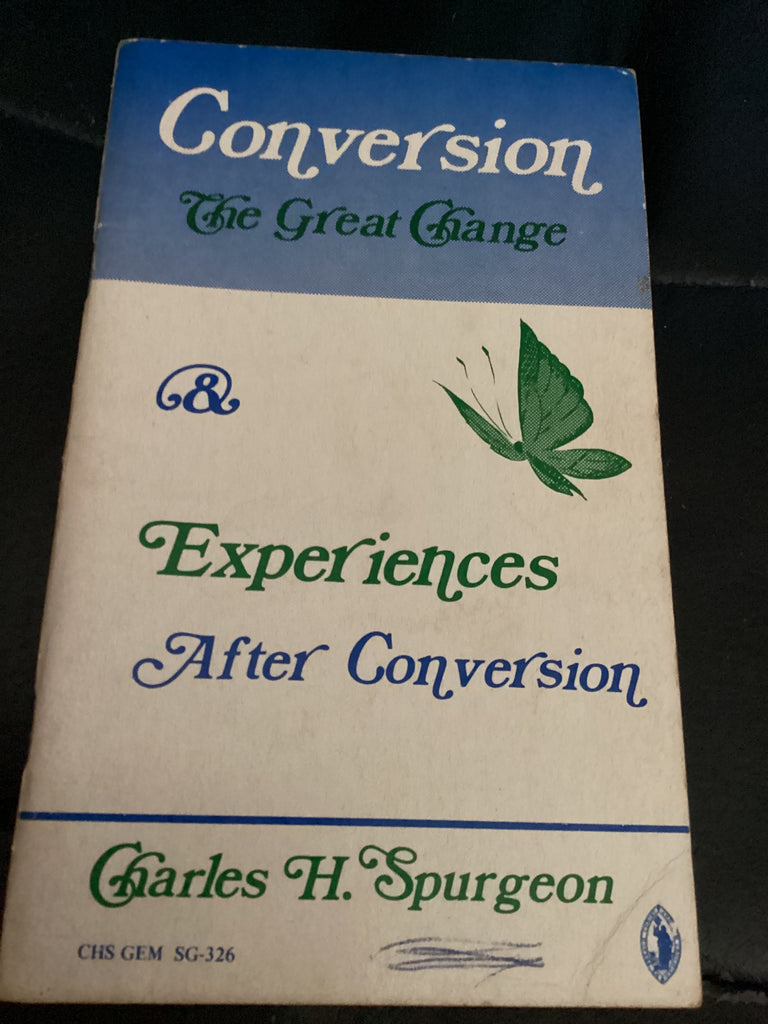 Conversion
The Great Change
&
Experiences
After Conversion
Charles H. Spurgeon
CHS GEM SG-326